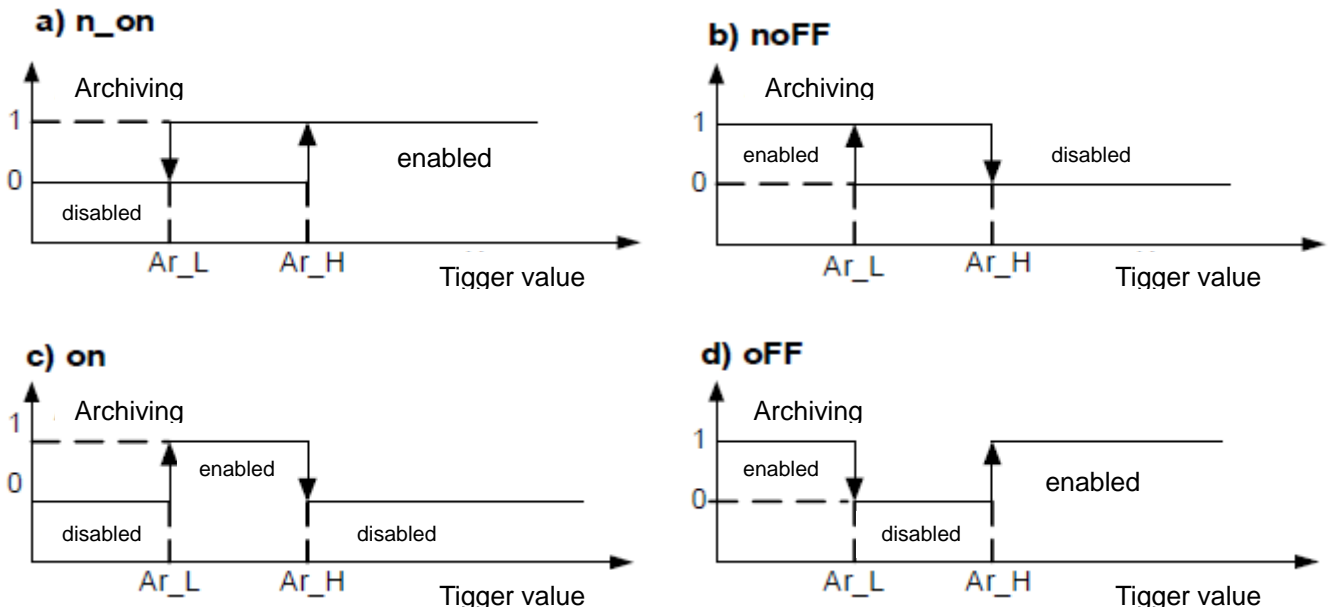 a) n_on
Archiving
1
enabled
0
disabled
Ar_L
Ar_H
Tigger value
b) noFF
Archiving
1
enabled
disabled
0
Ar_L
Ar_H
Tigger value
c) on
Archiving
1
enabled
0
disabled
disabled
Ar_L
Ar_H
Tigger value
d) oFF
Archiving
1
enabled
enabled
0
disabled
Ar_L
Ar_H
Tigger value